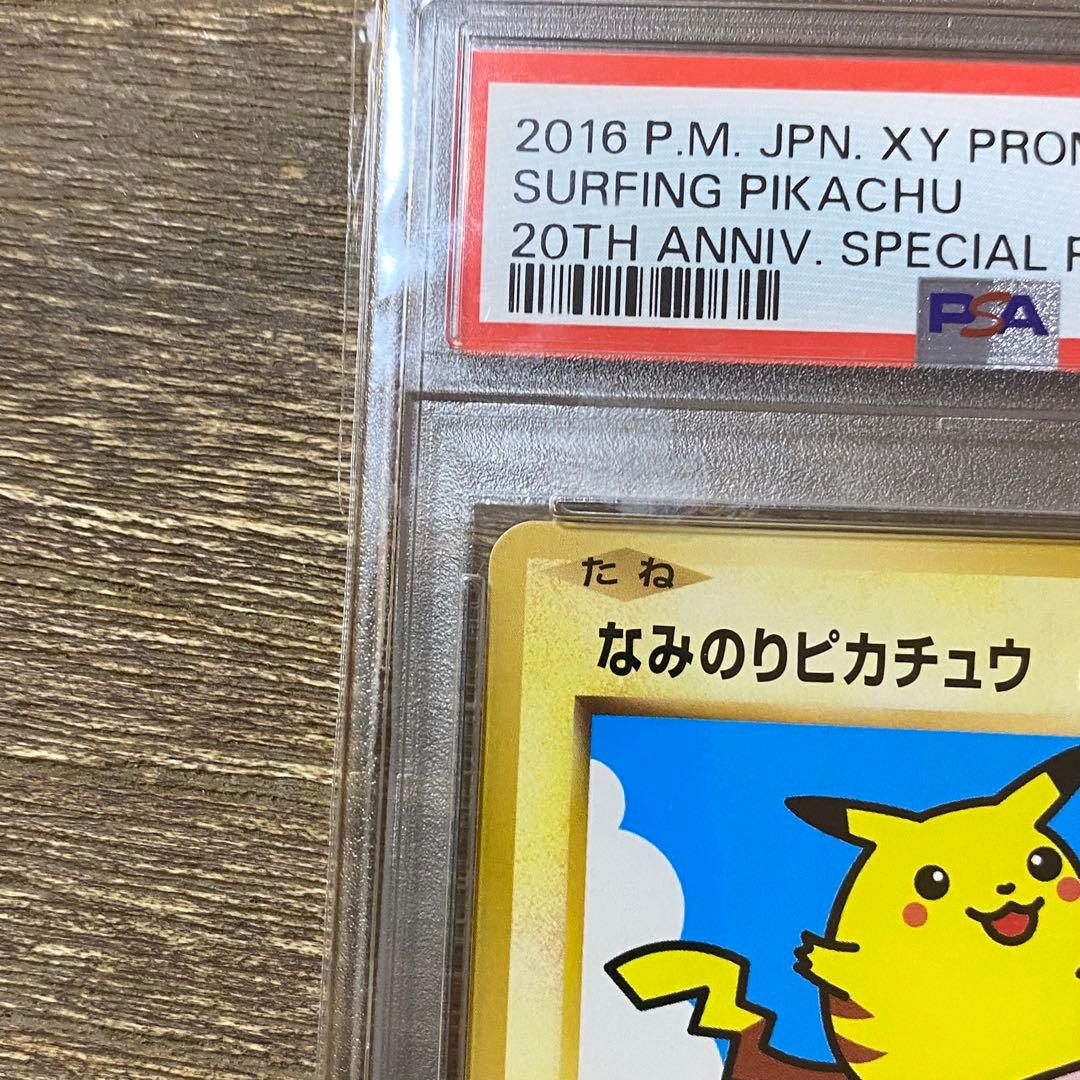 2016 P.M. JPN. XY PROM
SURFING PIKACHU
20TH ANNIV. SPECIAL
PSA
たね
なみのりピカチュウ